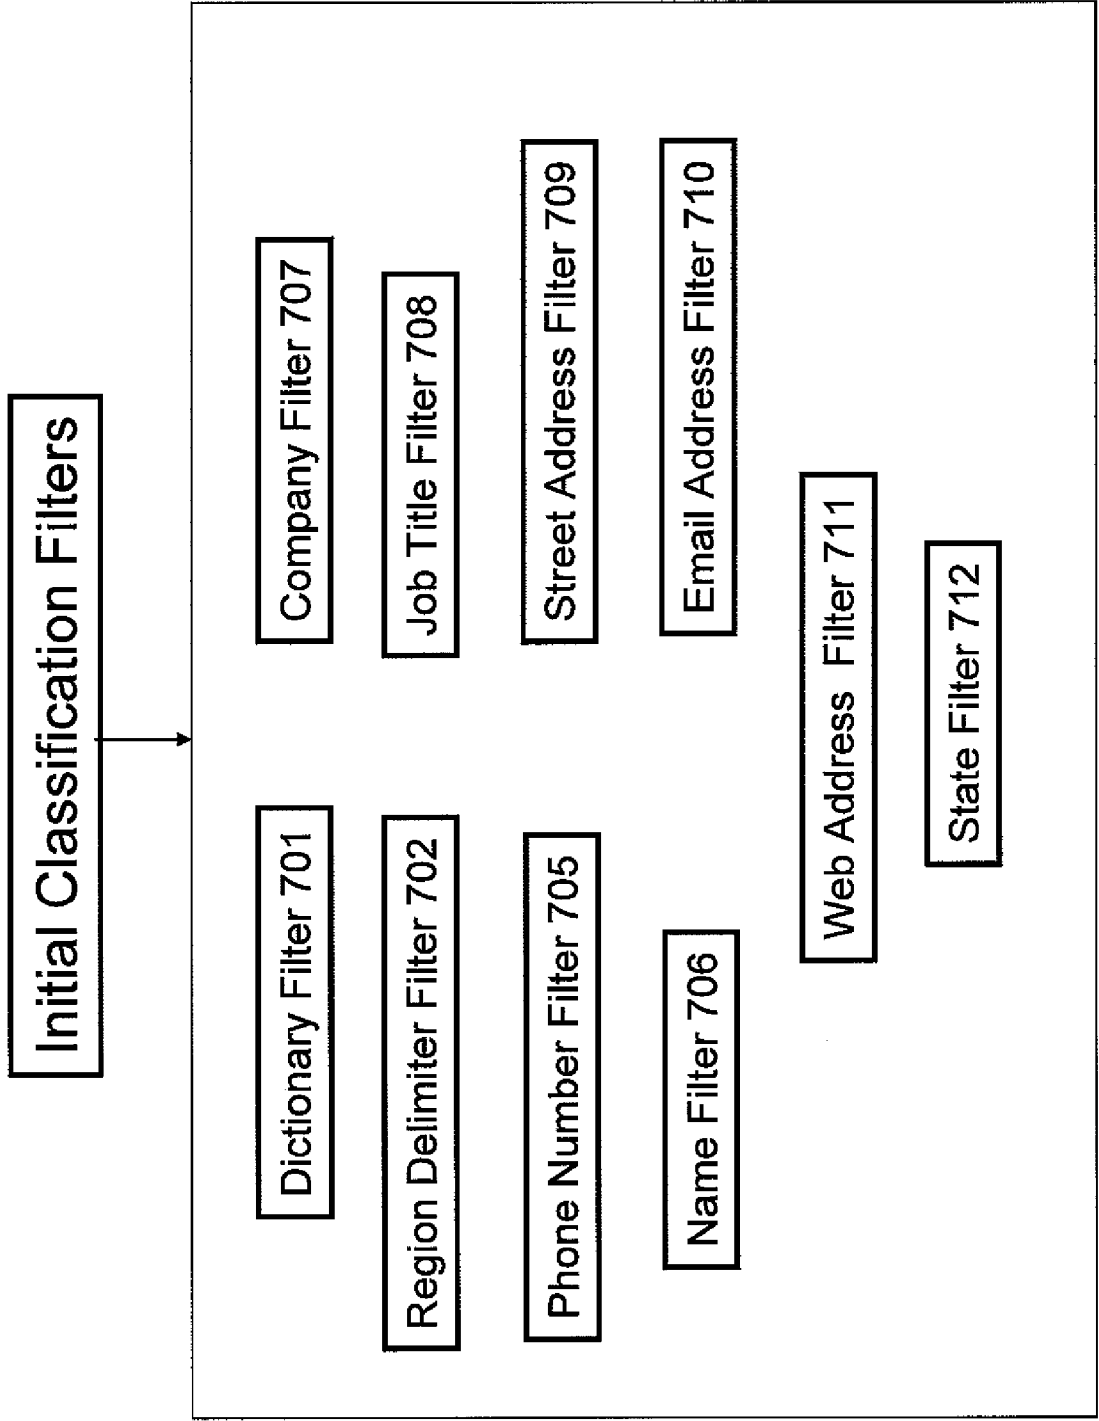 Initial Classification Filters
Dictionary Filter 701
Region Delimiter Filter 702
Phone Number Filter 705
Name Filter 706
Company Filter 707
Job Title Filter 708
Street Address Filter 709
Email Address Filter 710
Web Address Filter 711
State Filter 712